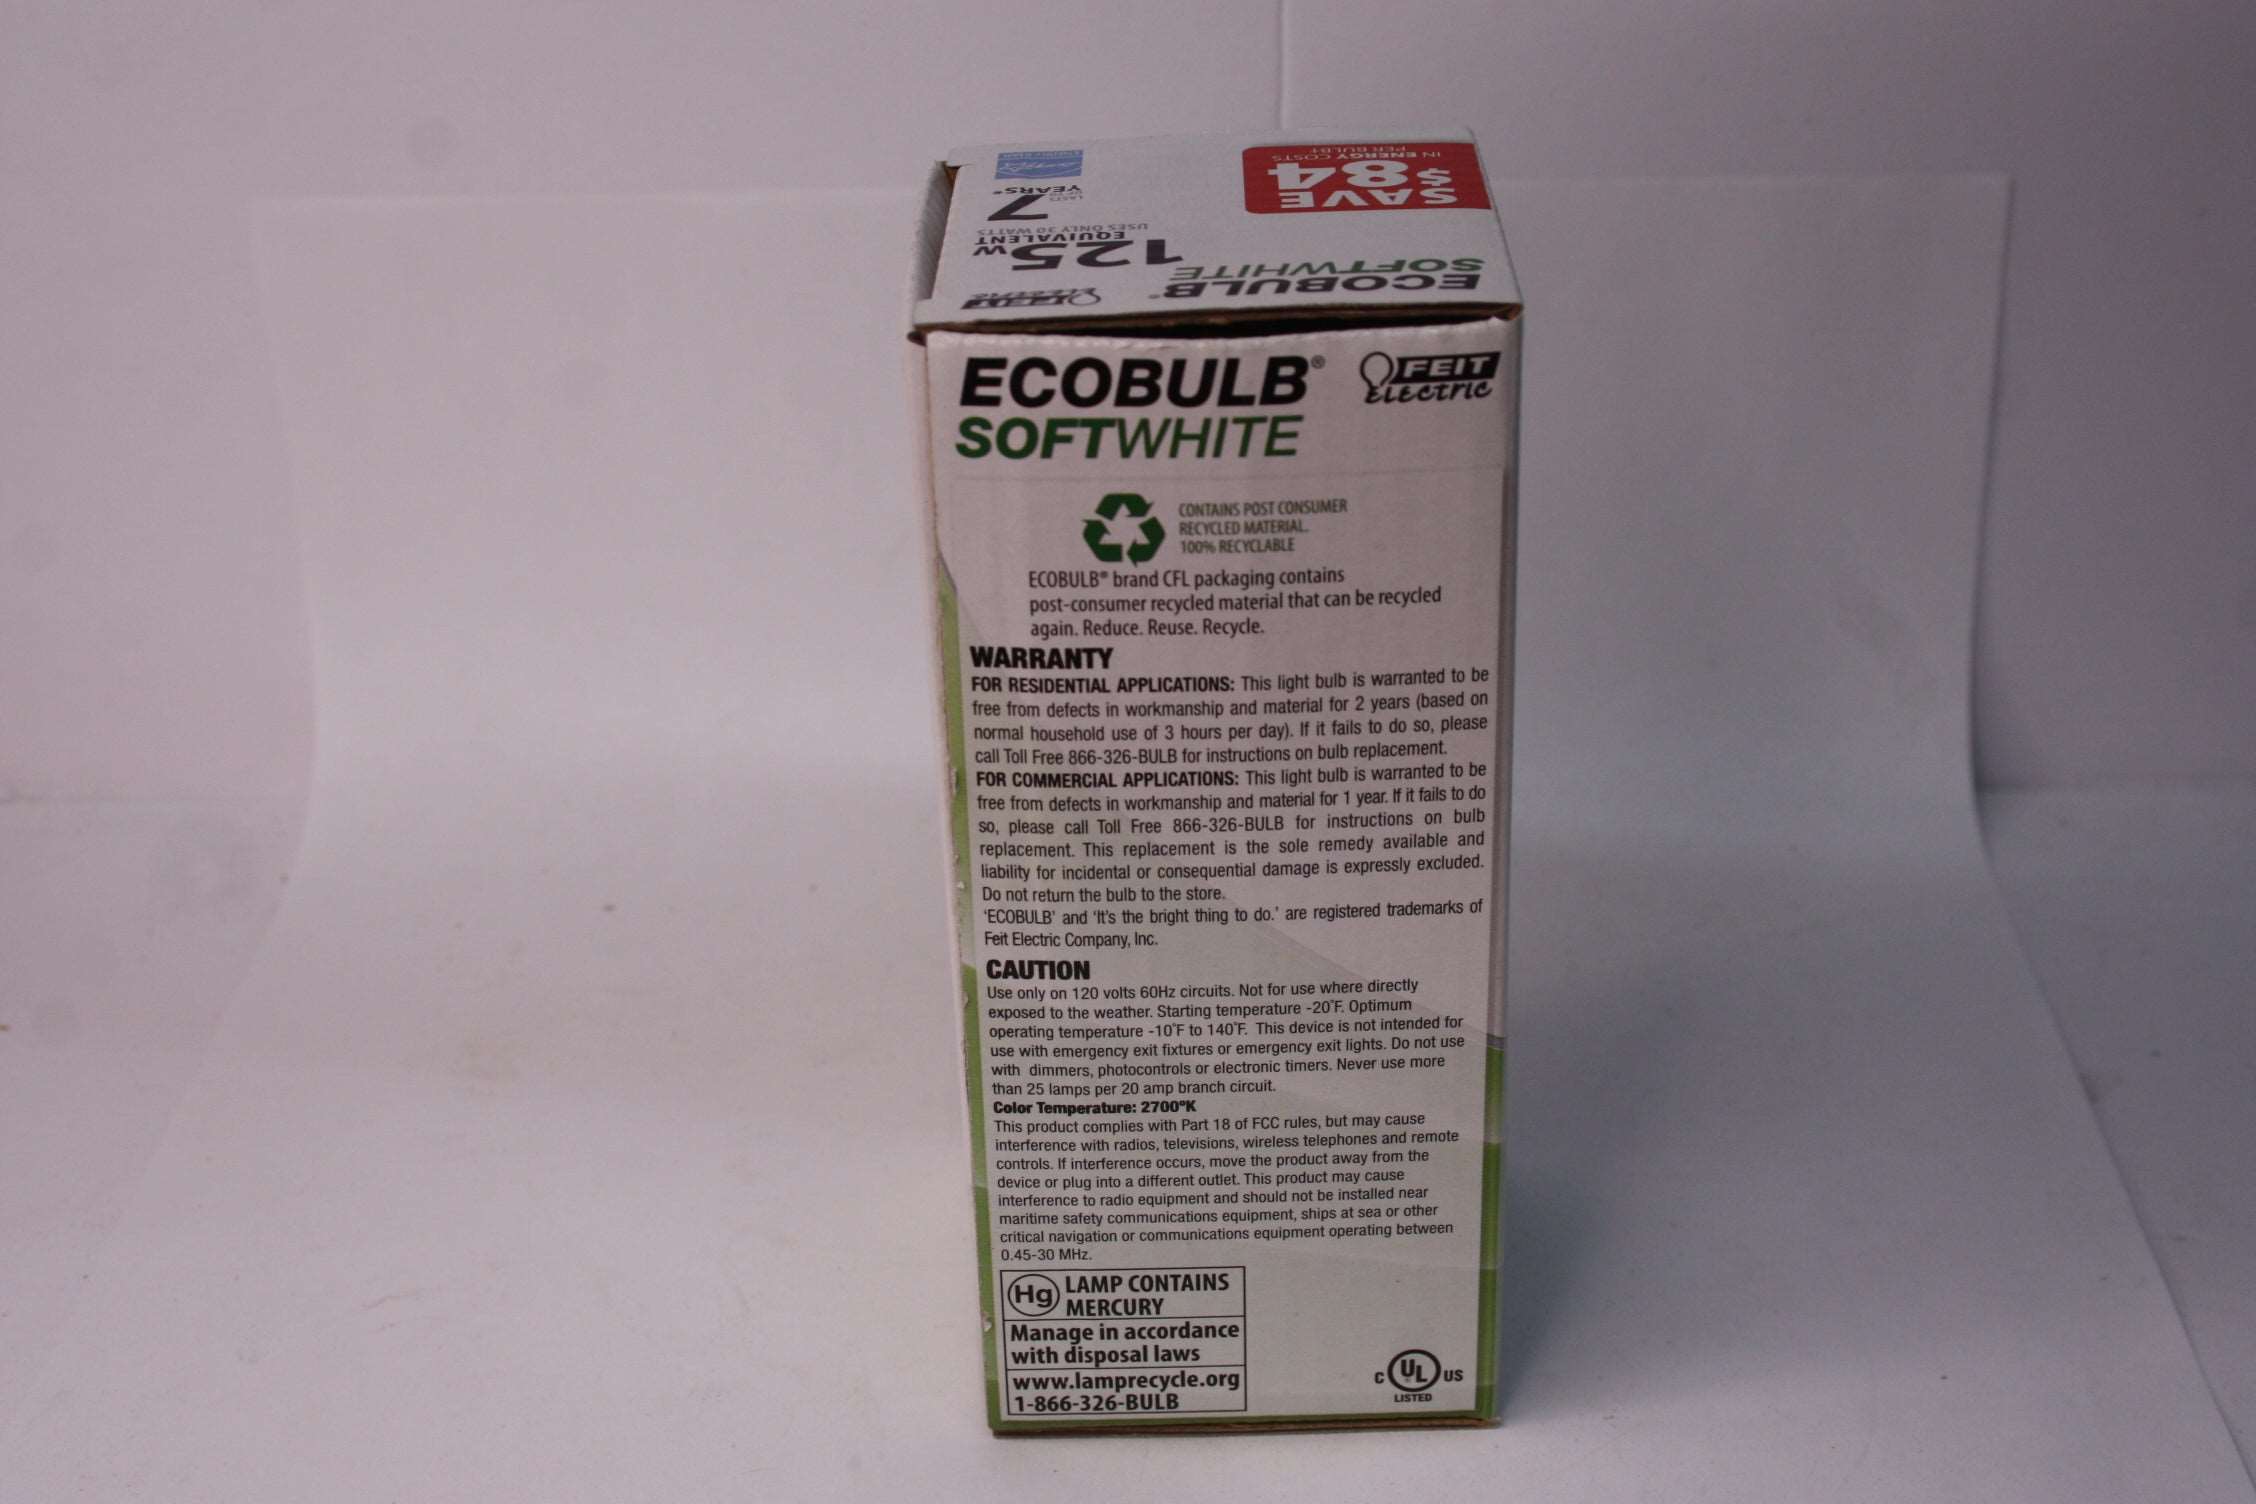 SAVE
$84
IN ENERGY COSTS
PER BULB†
ENERGY STAR
LASTS
UP TO
7
YEARS*
125W
EQUIVALENT
USES ONLY 30 WATTS
ECOBULB®
SOFTWHITE
FEIT
ELECTRIC
ECOBULB®
SOFTWHITE
FEIT
ELECTRIC
CONTAINS POST CONSUMER
RECYCLED MATERIAL.
100% RECYCLABLE
ECOBULB® brand CFL packaging contains
post-consumer recycled material that can be recycled
again. Reduce. Reuse. Recycle.
WARRANTY
FOR RESIDENTIAL APPLICATIONS: This light bulb is warranted to be
free from defects in workmanship and material for 2 years (based on
normal household use of 3 hours per day). If it fails to do so, please
call Toll Free 866-326-BULB for instructions on bulb replacement.
FOR COMMERCIAL APPLICATIONS: This light bulb is warranted to be
free from defects in workmanship and material for 1 year. If it fails to do
so, please call Toll Free 866-326-BULB for instructions on bulb
replacement. This replacement is the sole remedy available and
liability for incidental or consequential damage is expressly excluded.
Do not return the bulb to the store.
'ECOBULB' and 'It's the bright thing to do.' are registered trademarks of
Feit Electric Company, Inc.
CAUTION
Use only on 120 volts 60Hz circuits. Not for use where directly
exposed to the weather. Starting temperature -20°F. Optimum
operating temperature -10°F to 140°F. This device is not intended for
use with emergency exit fixtures or emergency exit lights. Do not use
with dimmers, photocontrols or electronic timers. Never use more
than 25 lamps per 20 amp branch circuit.
Color Temperature: 2700°K
This product complies with Part 18 of FCC rules, but may cause
interference with radios, televisions, wireless telephones and remote
controls. If interference occurs, move the product away from the
device or plug into a different outlet. This product may cause
interference to radio equipment and should not be installed near
maritime safety communications equipment, ships at sea or other
critical navigation or communications equipment operating between
0.45-30 MHz.
Hg LAMP CONTAINS
MERCURY
Manage in accordance
with disposal laws
www.lamprecycle.org
1-866-326-BULB
C UL US
LISTED